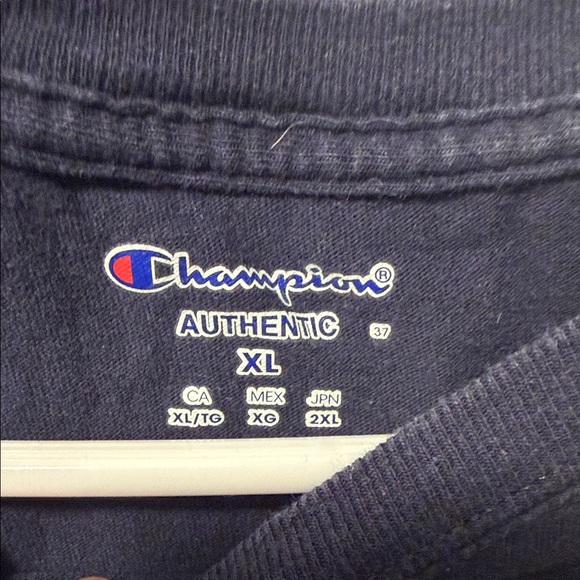 Champion®
AUTHENTIC 37
XL
CA MEX JPN
XL/TG XG 2XL